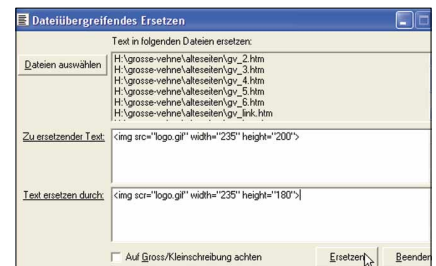 Dateiübergreifendes Ersetzen
Text in folgenden Dateien ersetzen:
Dateien auswählen
H:\grosse-vehne\alteseiten\gv_2.htm
H:\grosse-vehne\alteseiten\gv_3.htm
H:\grosse-vehne\alteseiten\gv_4.htm
H:\grosse-vehne\alteseiten\gv_5.htm
H:\grosse-vehne\alteseiten\gv_6.htm
H:\grosse-vehne\alteseiten\gv_link.htm
Zu ersetzender Text: <img src="logo.gif" width="235" height="200">
Text ersetzen durch: <img scr="logo.gif" width="235" height="180">
Auf Gross/Kleinschreibung achten Ersetzen Beenden